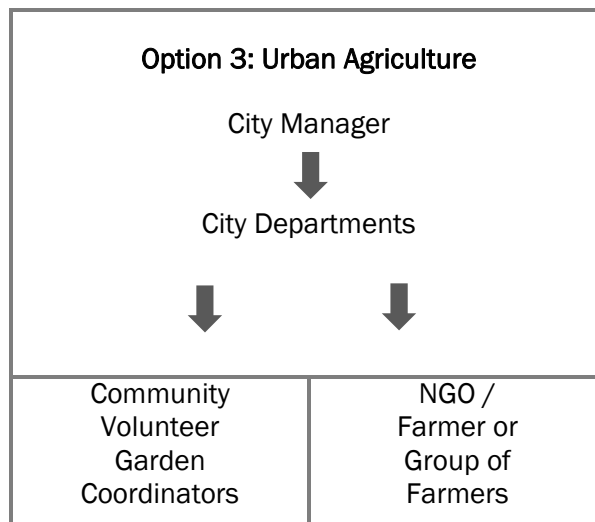 Option 3: Urban Agriculture
City Manager
City Departments
Community
Volunteer
Garden
Coordinators
NGO /
Farmer or
Group of
Farmers